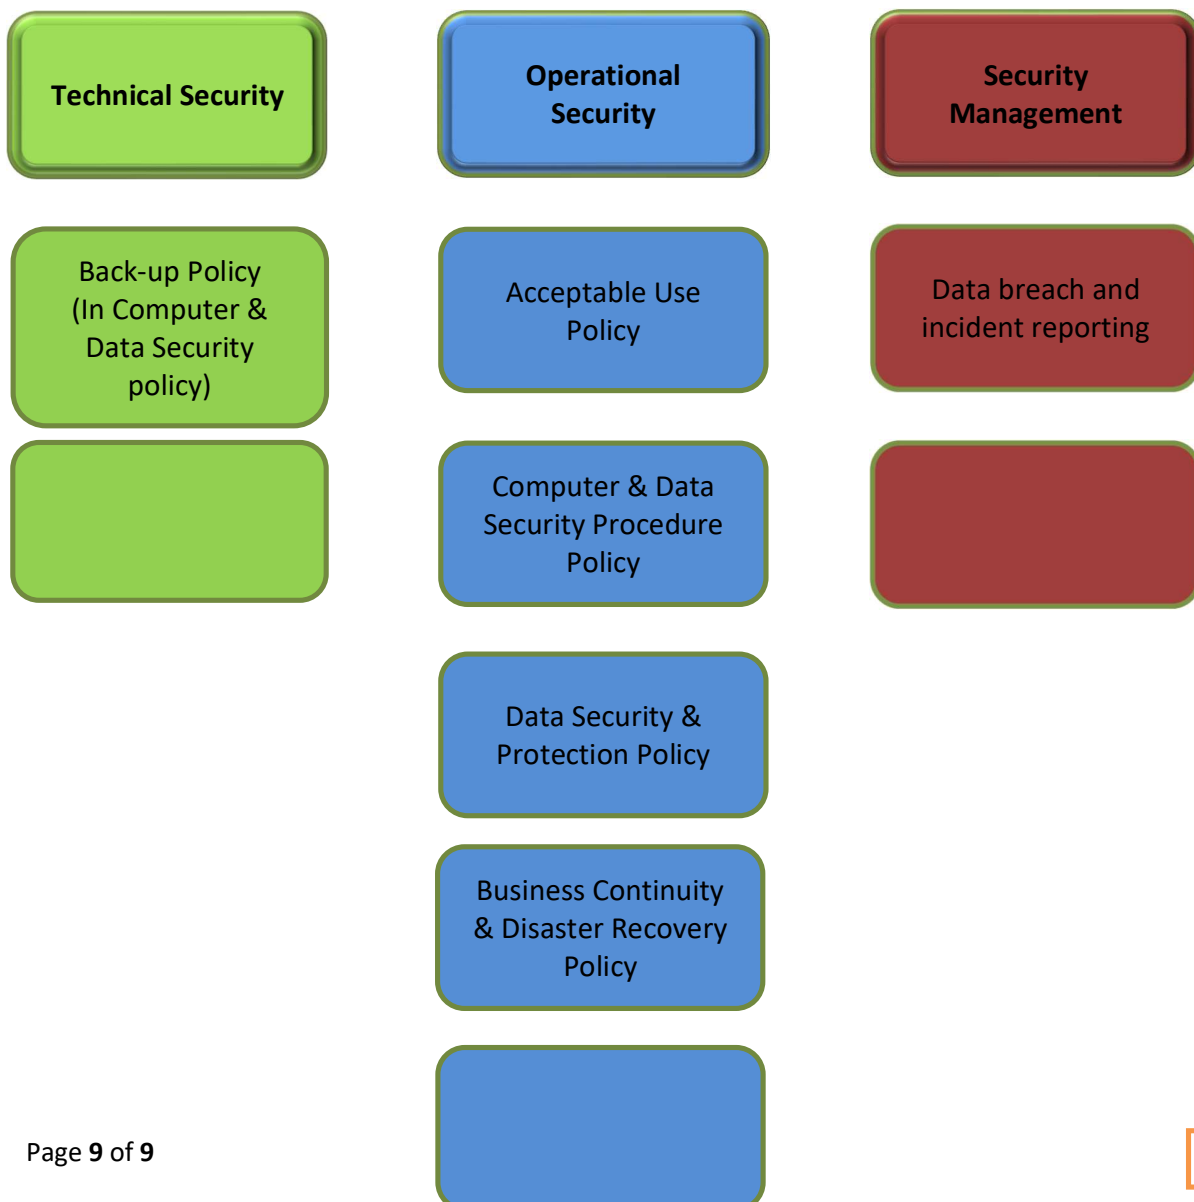 Technical Security
Operational
Security
Security
Management
Back-up Policy
(In Computer &
Data Security
policy)
Acceptable Use
Policy
Data breach and
incident reporting
Computer & Data
Security Procedure
Policy
Data Security &
Protection Policy
Business Continuity
& Disaster Recovery
Policy
Page 9 of 9